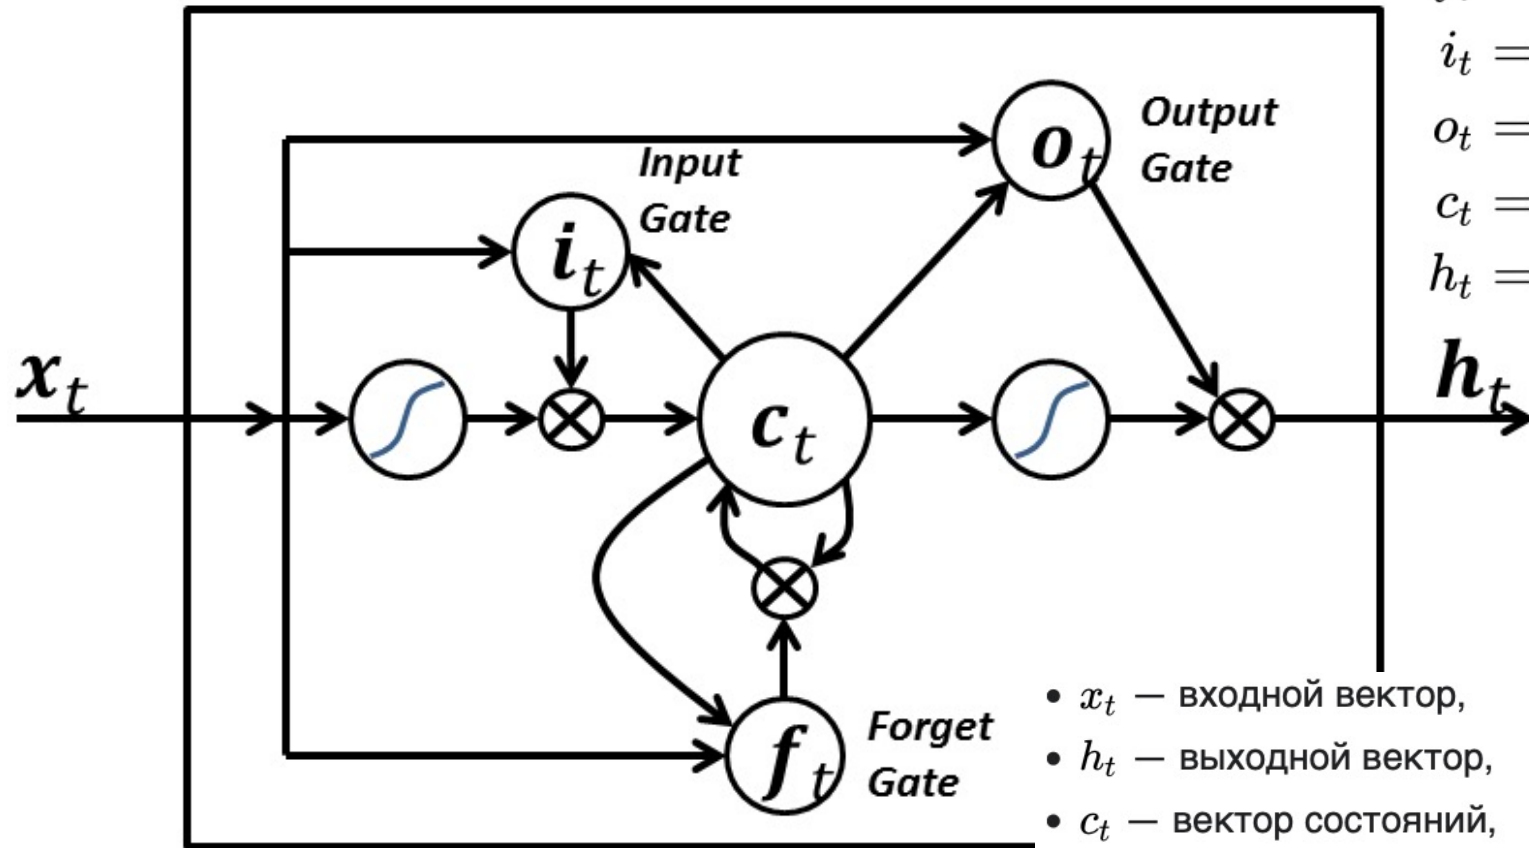 i_t =
Output
Gate
o_t
o_t =
Input
Gate
i_t
c_t =
h_t =
x_t
h_t
c_t
f_t
Forget
Gate
• x_t — входной вектор,
• h_t — выходной вектор,
• c_t — вектор состояний,